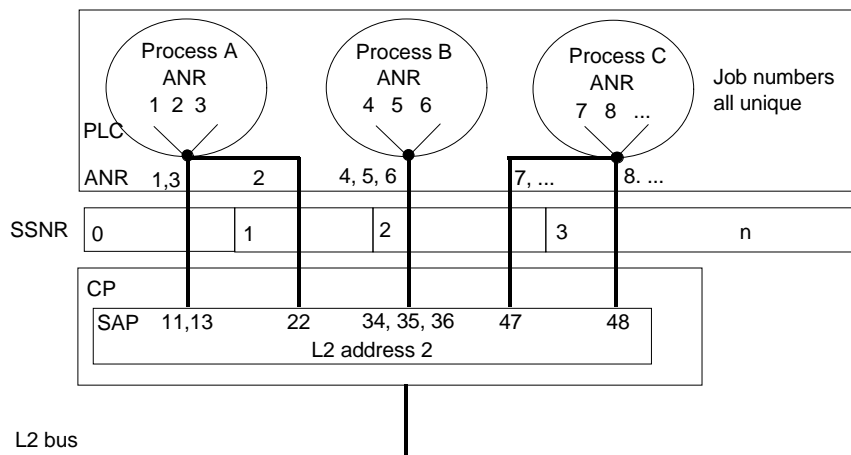 Process A
ANR
1 2 3
Process B
ANR
4 5 6
Process C
ANR
7 8 ...
Job numbers
all unique
PLC
ANR 1,3 2 4, 5, 6 7, ... 8. ...
SSNR 0 1 2 3 n
CP
SAP 11,13 22 34, 35, 36 47 48
L2 address 2
L2 bus